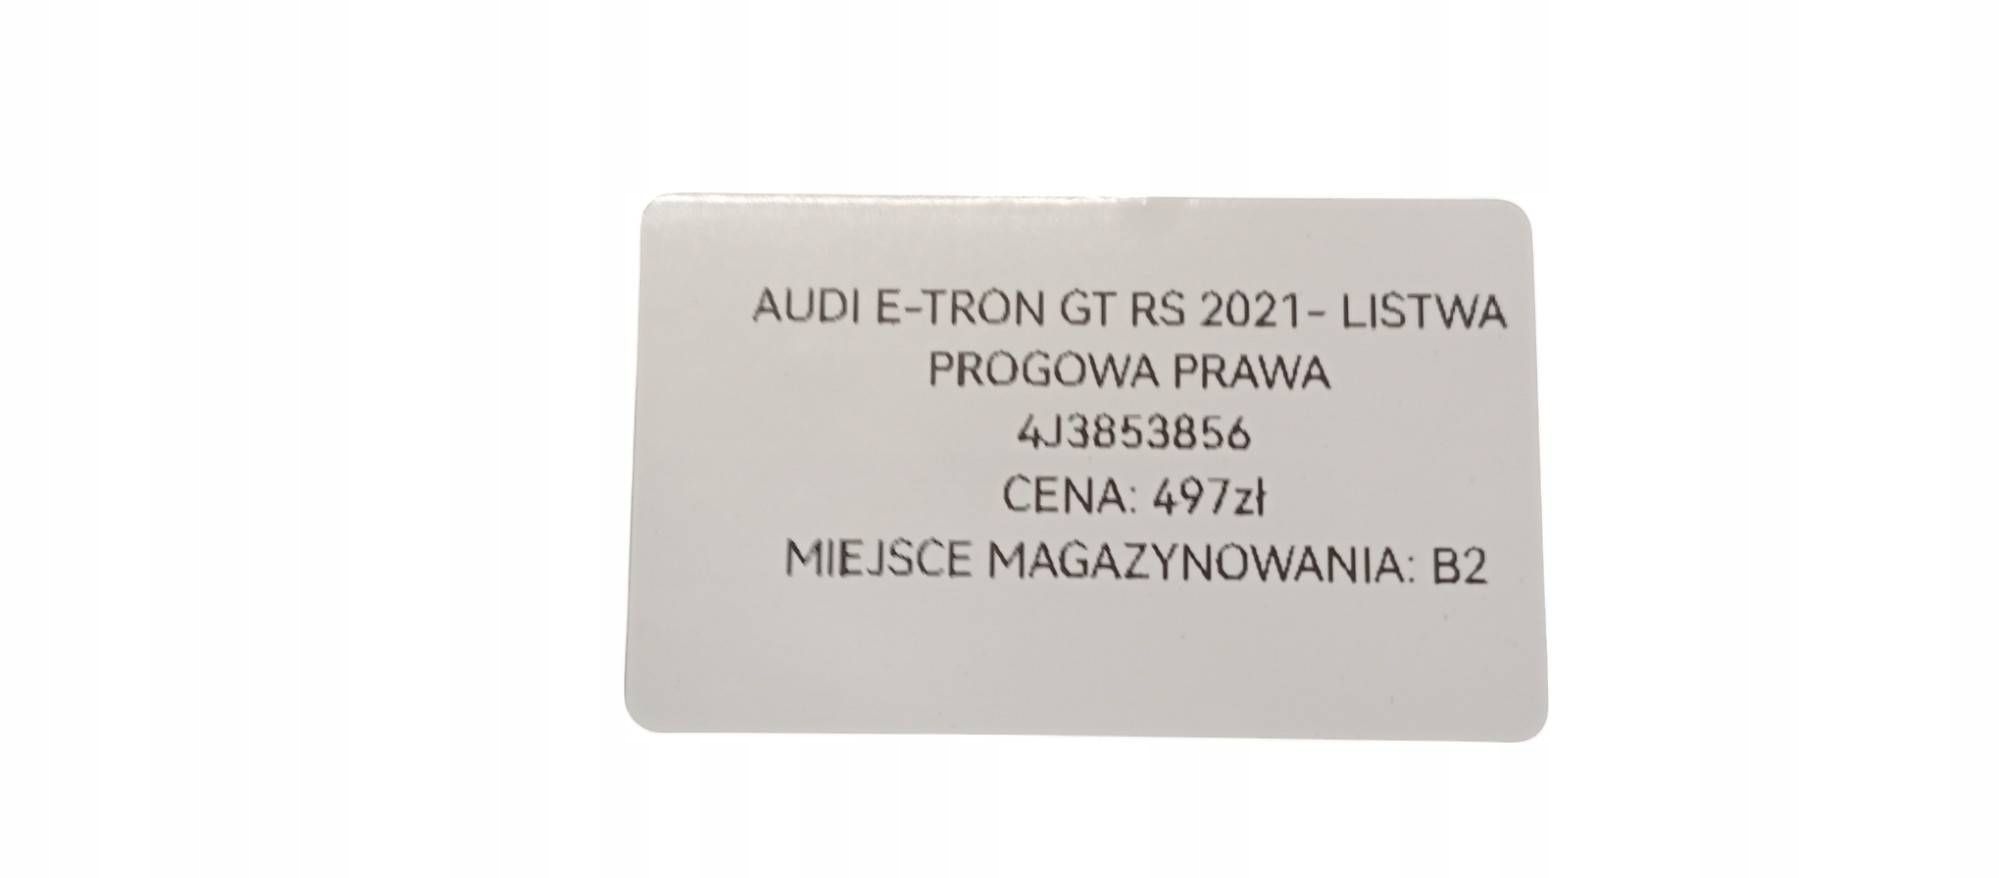 AUDI E-TRON GT RS 2021- LISTWA
PROGOWA PRAWA
4J3853856
CENA: 497zł
MIEJSCE MAGAZYNOWANIA: B2